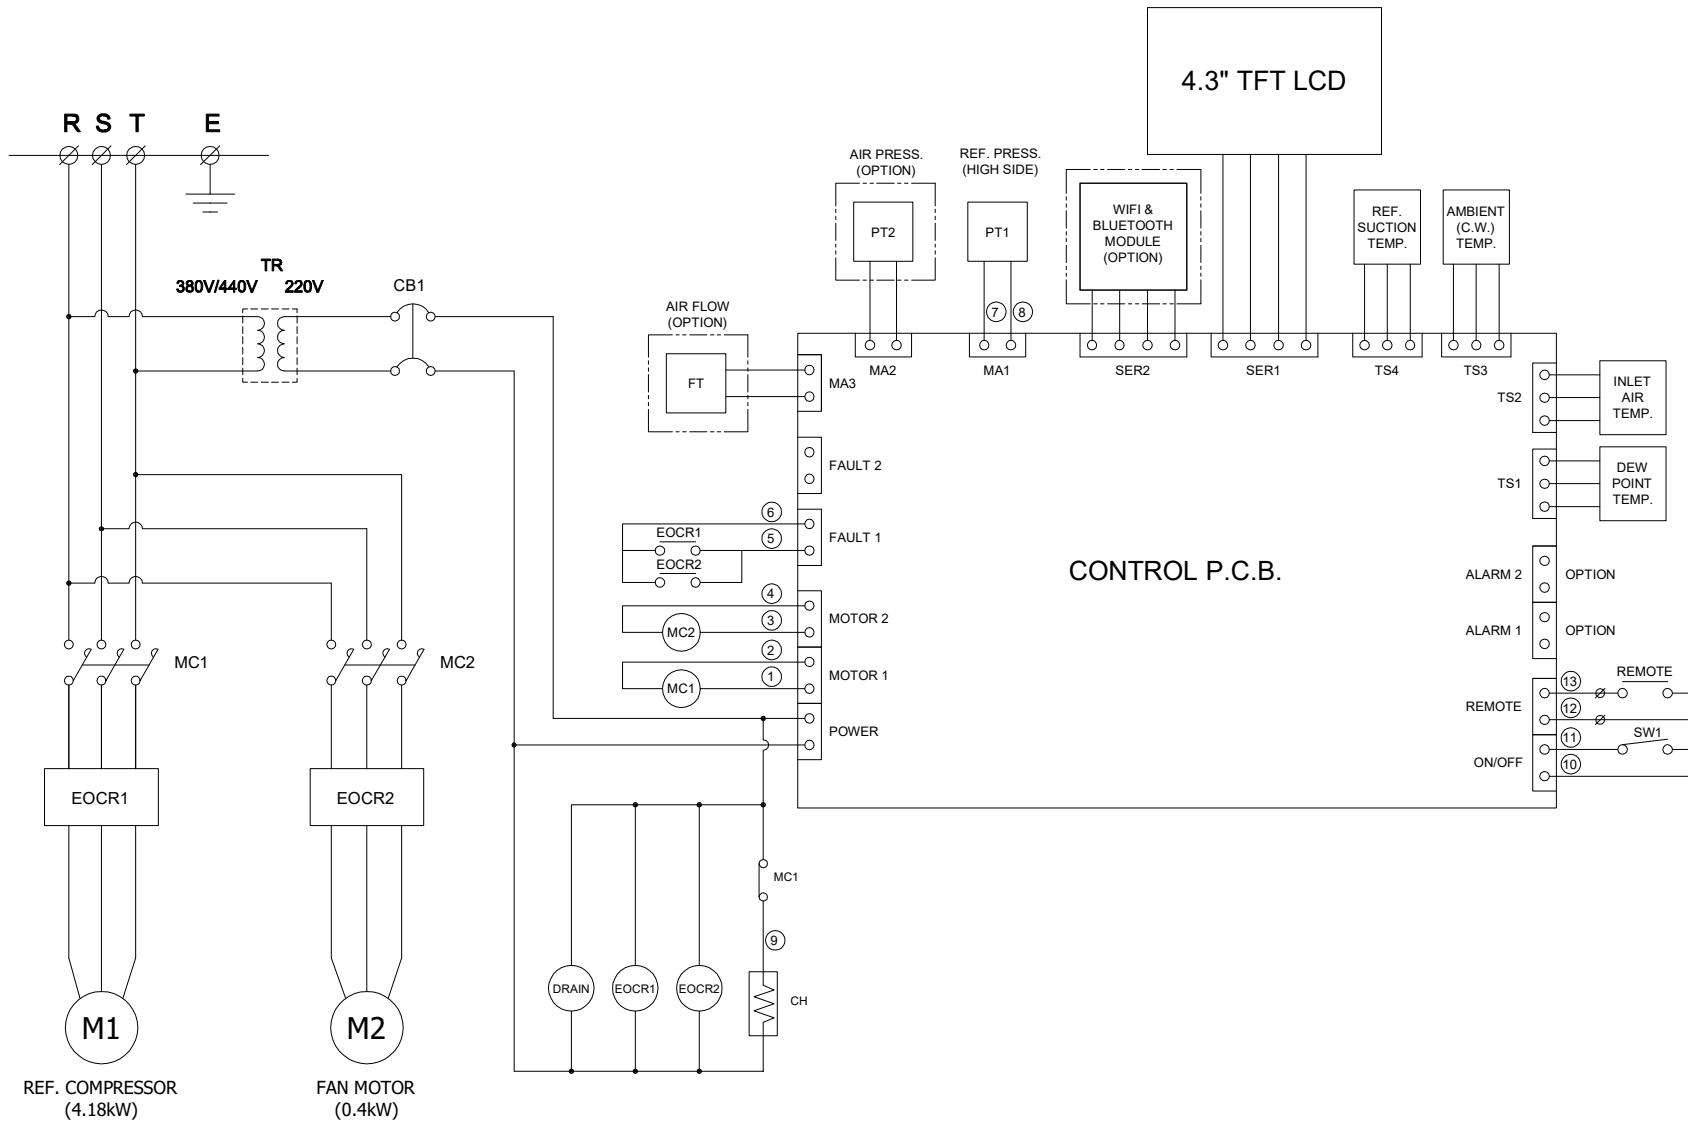 4.3" TFT LCD
R S T E
AIR PRESS.
(OPTION)
REF. PRESS.
(HIGH SIDE)
PT2
PT1
WIFI &
BLUETOOTH
MODULE
(OPTION)
REF.
SUCTION
TEMP.
AMBIENT
(C.W.)
TEMP.
TR
380V/440V 220V
CB1
AIR FLOW
(OPTION)
FT
7 8
MA3
MA2
MA1
SER2
SER1
TS4
TS3
TS2
INLET
AIR
TEMP.
TS1
DEW
POINT
TEMP.
FAULT 2
6
5
EOCR1
EOCR2
FAULT 1
CONTROL P.C.B.
4
3
MC2
MOTOR 2
2
1
MC1
MOTOR 1
POWER
ALARM 2 OPTION
ALARM 1 OPTION
13
REMOTE
12
REMOTE
11
SW1
10
ON/OFF
MC1
MC2
EOCR1
EOCR2
MC1
9
DRAIN
EOCR1
EOCR2
CH
M1
M2
REF. COMPRESSOR
(4.18kW)
FAN MOTOR
(0.4kW)